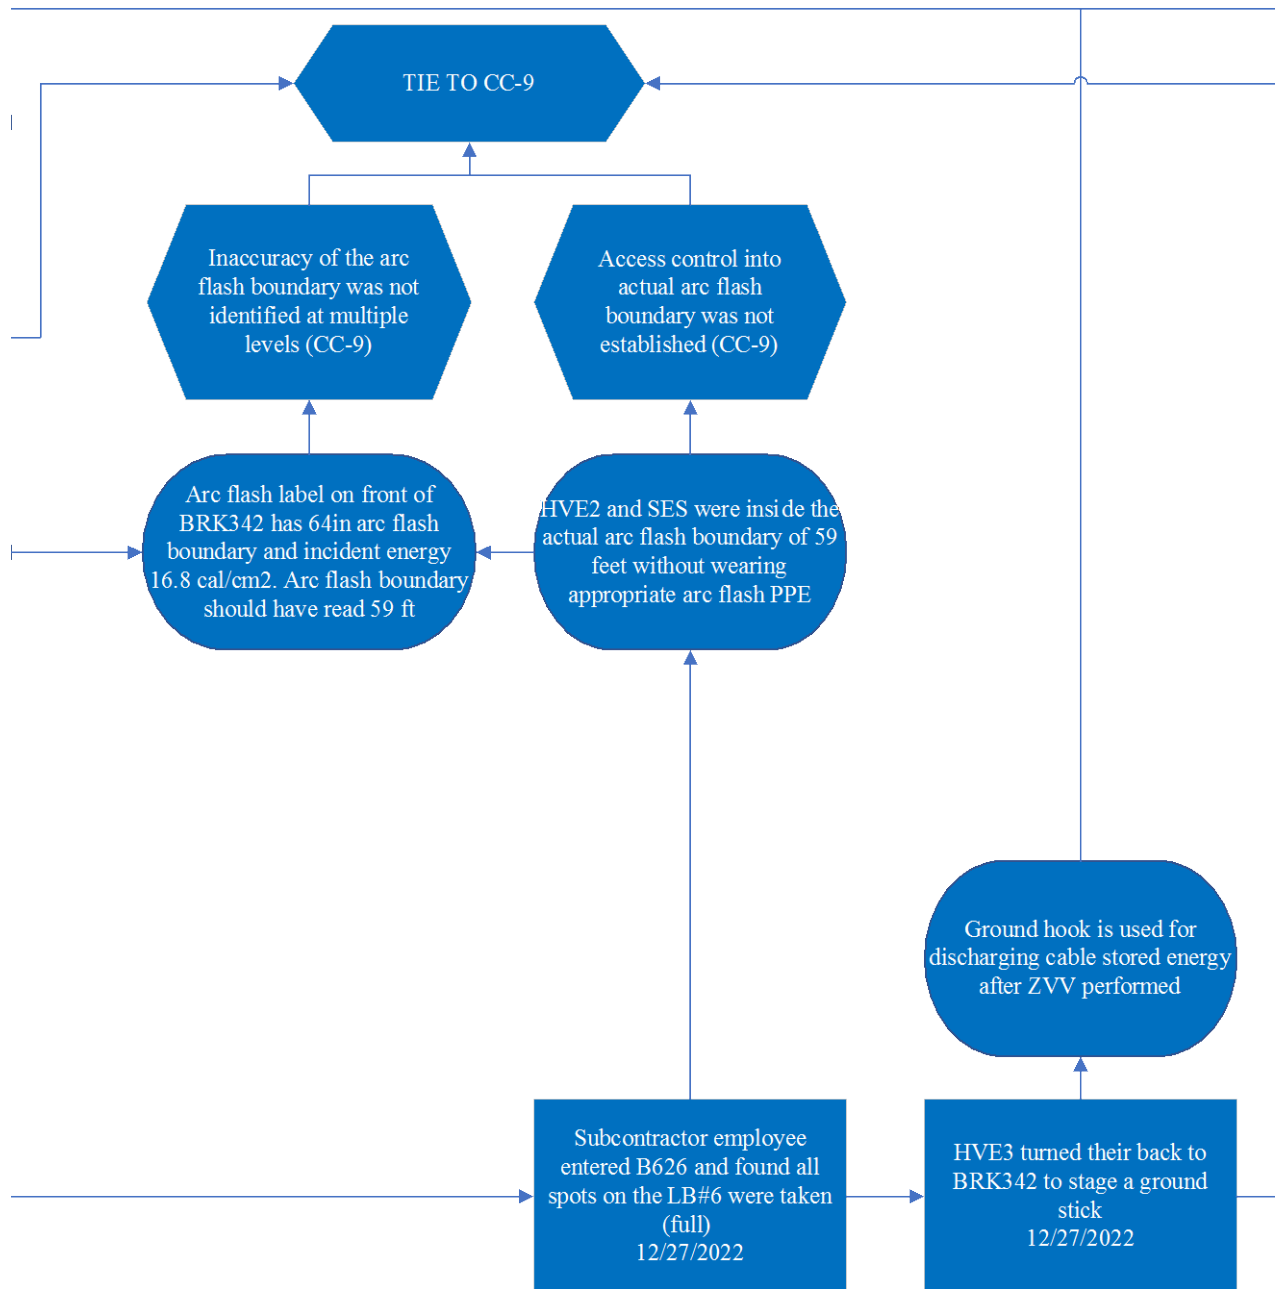 TIE TO CC-9
Inaccuracy of the arc
flash boundary was not
identified at multiple
levels (CC-9)
Access control into
actual arc flash
boundary was not
established (CC-9)
Arc flash label on front of
BRK342 has 64in arc flash
boundary and incident energy
16.8 cal/cm2. Arc flash boundary
should have read 59 ft
HVE2 and SES were inside the
actual arc flash boundary of 59
feet without wearing
appropriate arc flash PPE
Ground hook is used for
discharging cable stored energy
after ZVV performed
Subcontractor employee
entered B626 and found all
spots on the LB#6 were taken
(full)
12/27/2022
HVE3 turned their back to
BRK342 to stage a ground
stick
12/27/2022